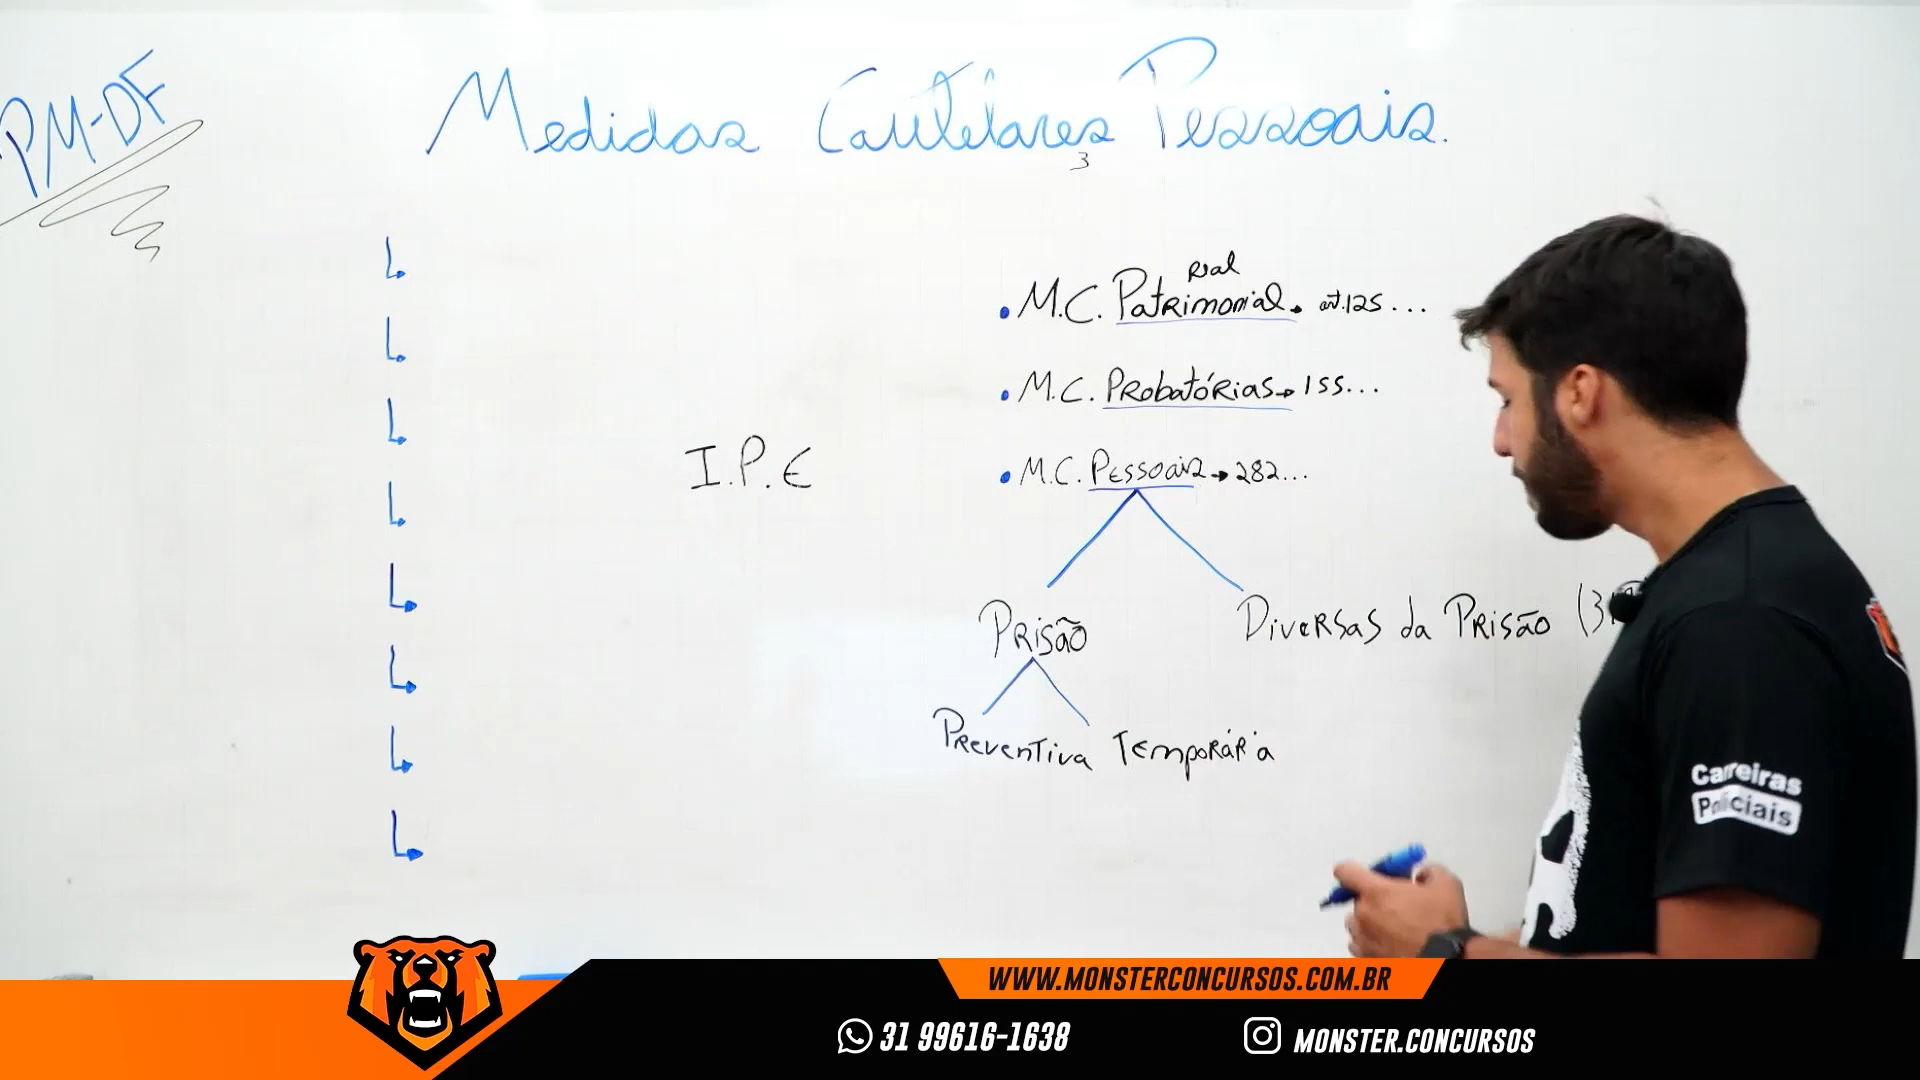 PM-DF
Medidas Cautelares Pessoais.
3
real
• M.C. Patrimonial → art.125 ...
• M.C. Probatórias → 155...
I.P.E
• M.C. Pessoais → 282...
Prisão
Diversas da Prisão
Preventiva Temporária
Carreiras
Policiais
WWW.MONSTERCONCURSOS.COM.BR
31 99616-1638
MONSTER.CONCURSOS